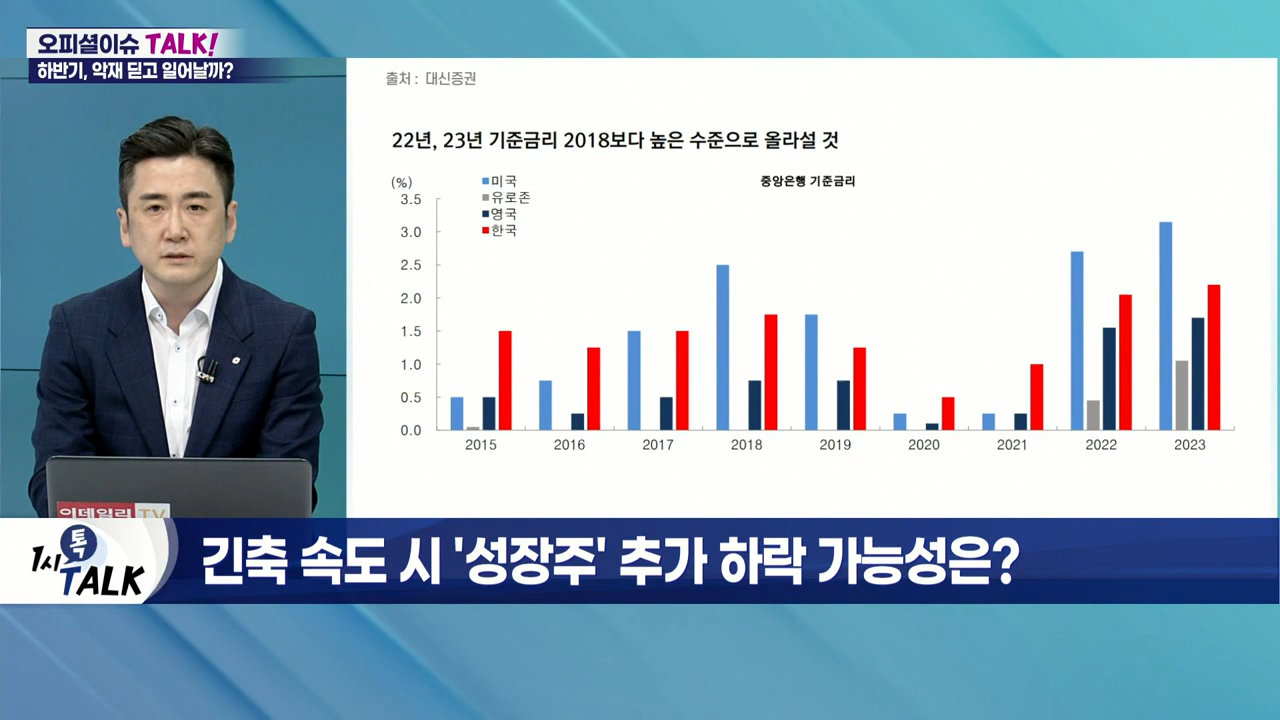 오피셜이슈 TALK!
하반기, 악재 딛고 일어날까?
출처 : 대신증권
22년, 23년 기준금리 2018보다 높은 수준으로 올라설 것
(%)
미국
유로존
영국
한국
중앙은행 기준금리
3.5
3.0
2.5
2.0
1.5
1.0
0.5
0.0
2015 2016 2017 2018 2019 2020 2021 2022 2023
이데일리 TV
1시 톡 TALK
긴축 속도 시 '성장주' 추가 하락 가능성은?